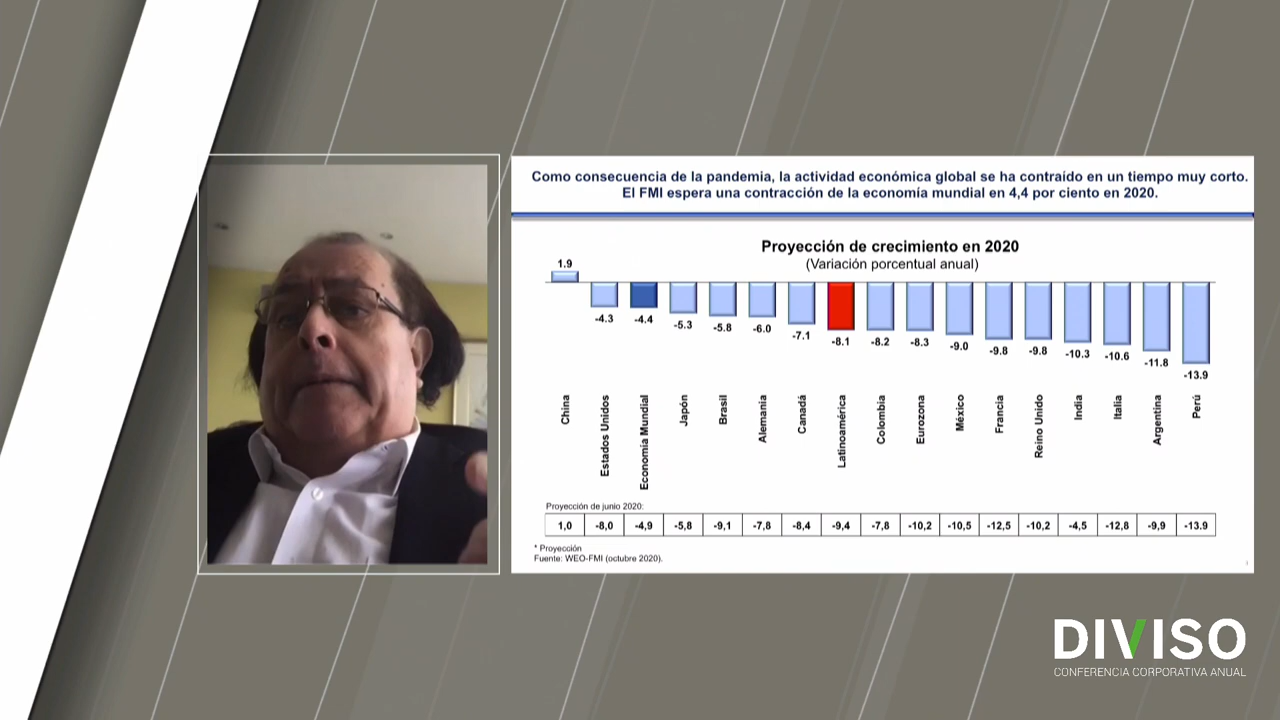 Como consecuencia de la pandemia, la actividad económica global se ha contraído en un tiempo muy corto.
El FMI espera una contracción de la economía mundial en 4,4 por ciento en 2020.
Proyección de crecimiento en 2020
(Variación porcentual anual)
1.9
-4.3
-4.4
-5.3
-5.8
-6.0
-7.1
-8.1
-8.2
-8.3
-9.0
-9.8
-9.8
-10.3
-10.6
-11.8
-13.9
China
Estados Unidos
Economía Mundial
Japón
Brasil
Alemania
Canadá
Latinoamérica
Colombia
Eurozona
México
Francia
Reino Unido
India
Italia
Argentina
Perú
Proyección de junio 2020:
1,0 -8,0 -4,9 -5,8 -9,1 -7,8 -8,4 -9,4 -7,8 -10,2 -10,5 -12,5 -10,2 -4,5 -12,8 -9,9 -13.9
* Proyección
Fuente: WEO-FMI (octubre 2020).
DIVISO
CONFERENCIA CORPORATIVA ANUAL